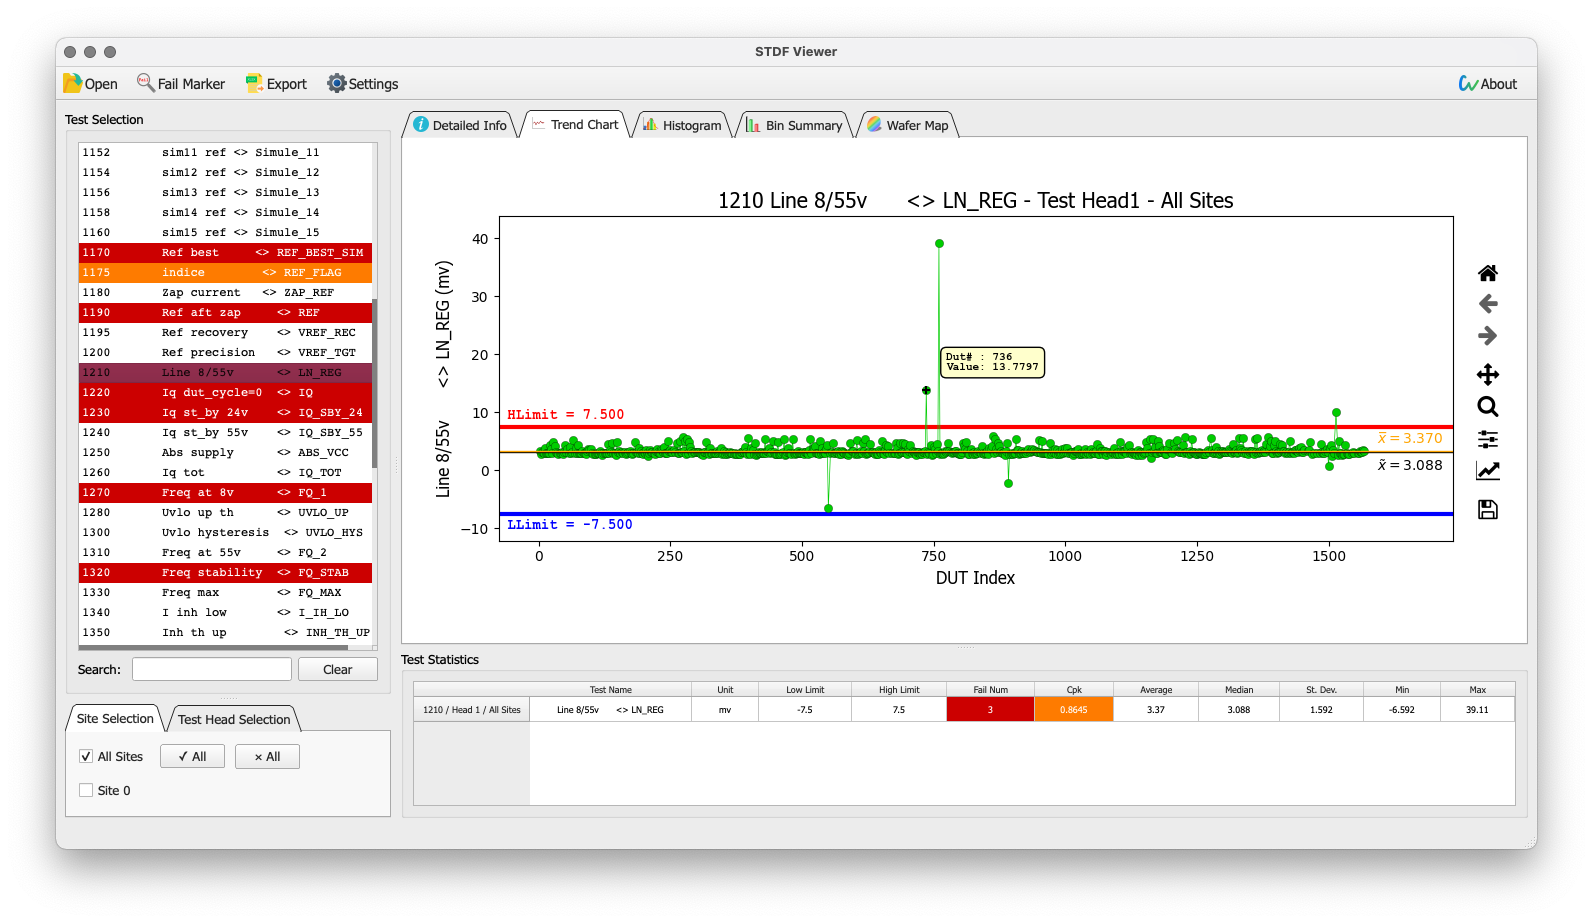 STDF Viewer
Open Fail Marker Export Settings About
Test Selection
1152 sim11 ref <> Simule_11
1154 sim12 ref <> Simule_12
1156 sim13 ref <> Simule_13
1158 sim14 ref <> Simule_14
1160 sim15 ref <> Simule_15
1170 Ref best <> REF_BEST_SIM
1175 indice <> REF_FLAG
1180 Zap current <> ZAP_REF
1190 Ref aft zap <> REF
1195 Ref recovery <> VREF_REC
1200 Ref precision <> VREF_TGT
1210 Line 8/55v <> LN_REG
1220 Iq dut_cycle=0 <> IQ
1230 Iq st_by 24v <> IQ_SBY_24
1240 Iq st_by 55v <> IQ_SBY_55
1250 Abs supply <> ABS_VCC
1260 Iq tot <> IQ_TOT
1270 Freq at 8v <> FQ_1
1280 Uvlo up th <> UVLO_UP
1300 Uvlo hysteresis <> UVLO_HYS
1310 Freq at 55v <> FQ_2
1320 Freq stability <> FQ_STAB
1330 Freq max <> FQ_MAX
1340 I inh low <> I_IH_LO
1350 Inh th up <> INH_TH_UP
Search: Clear
Site Selection Test Head Selection
All Sites ✓ All × All
Site 0
Detailed Info Trend Chart Histogram Bin Summary Wafer Map
1210 Line 8/55v <> LN_REG - Test Head1 - All Sites
Line 8/55v <> LN_REG (mv)
40
30
20
10
0
−10
Dut# : 736
Value: 13.7797
HLimit = 7.500
x̄ = 3.370
x̃ = 3.088
LLimit = -7.500
0 250 500 750 1000 1250 1500
DUT Index
Test Statistics
Test Name Unit Low Limit High Limit Fail Num Cpk Average Median St. Dev. Min Max
1210 / Head 1 / All Sites Line 8/55v <> LN_REG mv -7.5 7.5 3 0.8645 3.37 3.088 1.592 -6.592 39.11